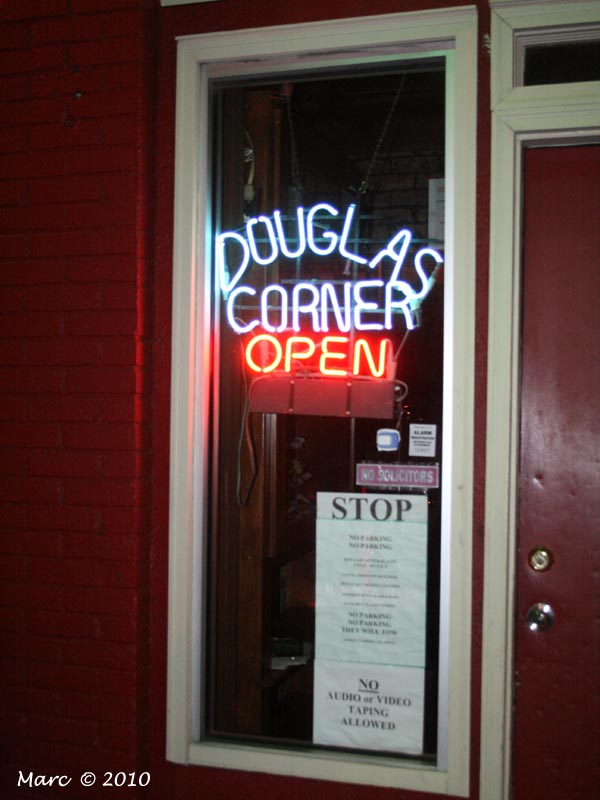 DOUGLAS
CORNER
OPEN
ALARM
NO SOLICITORS
STOP
NO PARKING
NO PARKING
NO PARKING
NO PARKING
THEY WILL TOW
NO
AUDIO or VIDEO
TAPING
ALLOWED
Marc © 2010